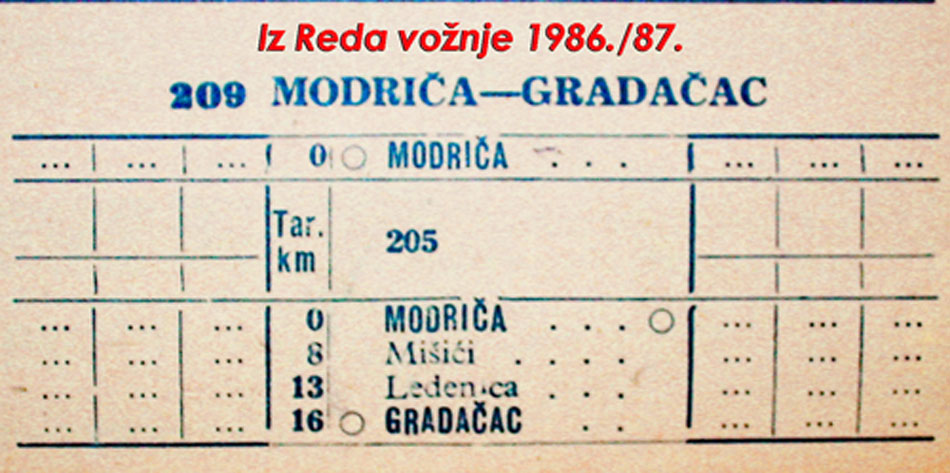 Iz Reda vožnje 1986./87.
209 MODRIČA—GRADAČAC
... ... ... 0 MODRIČA . . . ... ... ...
Tar. km 205
... ... ... 0 MODRIČA . . . ... ... ...
... ... ... 8 Mišići . . . . ... ... ...
... ... ... 13 Ledenica . . . ... ... ...
... ... ... 16 GRADAČAC . . ... ... ...